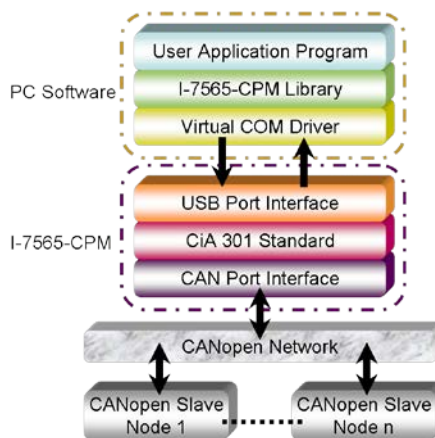 User Application Program
PC Software
I-7565-CPM Library
Virtual COM Driver
USB Port Interface
I-7565-CPM
CiA 301 Standard
CAN Port Interface
CANopen Network
CANopen Slave
Node 1
CANopen Slave
Node n